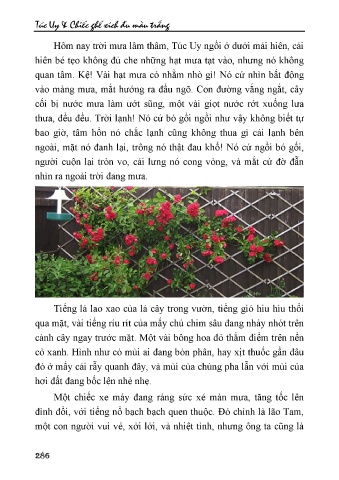 Túc Uy & Chiếc ghế xích đu màu trắng
Hôm nay trời mưa lâm thâm, Túc Uy ngồi ở dưới mái hiên, cái
hiên bé tẹo không đủ che những hạt mưa tạt vào, nhưng nó không
quan tâm. Kệ! Vài hạt mưa có nhằm nhò gì! Nó cứ nhìn bất động
vào màng mưa, mắt hướng ra đầu ngõ. Con đường vắng ngắt, cây
cối bị nước mưa làm ướt sũng, một vài giọt nước rớt xuống lưa
thưa, đều đều. Trời lạnh! Nó cứ bó gối ngồi như vậy không biết tự
bao giờ, tâm hồn nó chắc lạnh cũng không thua gì cái lạnh bên
ngoài, mặt nó đanh lại, trông nó thật đau khổ! Nó cứ ngồi bó gối,
người cuộn lại tròn vo, cái lưng nó cong vòng, và mắt cứ đờ đẫn
nhìn ra ngoài trời đang mưa.
Tiếng lá lao xao của lá cây trong vườn, tiếng gió hiu hiu thổi
qua mặt, vài tiếng ríu rít của mấy chú chim sâu đang nhảy nhót trên
cành cây ngay trước mặt. Một vài bông hoa đỏ thắm điểm trên nền
cỏ xanh. Hình như có mùi ai đang bón phân, hay xịt thuốc gần đâu
đó ở mấy cái rẫy quanh đây, và mùi của chúng pha lẫn với mùi của
hơi đất đang bốc lên nhè nhẹ.
Một chiếc xe máy đang ráng sức xé màn mưa, tăng tốc lên
đỉnh đồi, với tiếng nổ bạch bạch quen thuộc. Đó chính là lão Tam,
một con người vui vẻ, xởi lởi, và nhiệt tình, nhưng ông ta cũng là
286